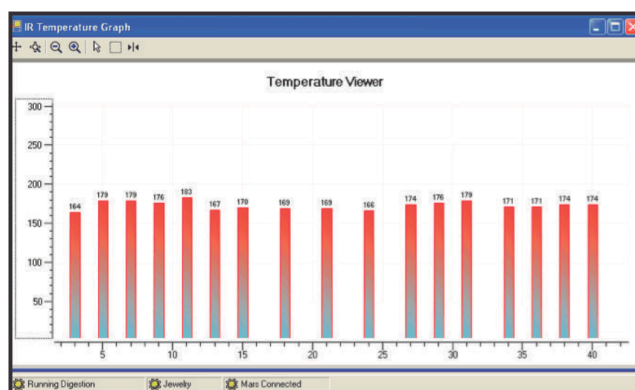 IR Temperature Graph
Temperature Viewer
300
250
200
150
100
50
164 179 179 176 183 167 170 169 169 166 174 176 179 171 171 174 174
5 10 15 20 25 30 35 40
Running Digestion Jewelry Mars Connected